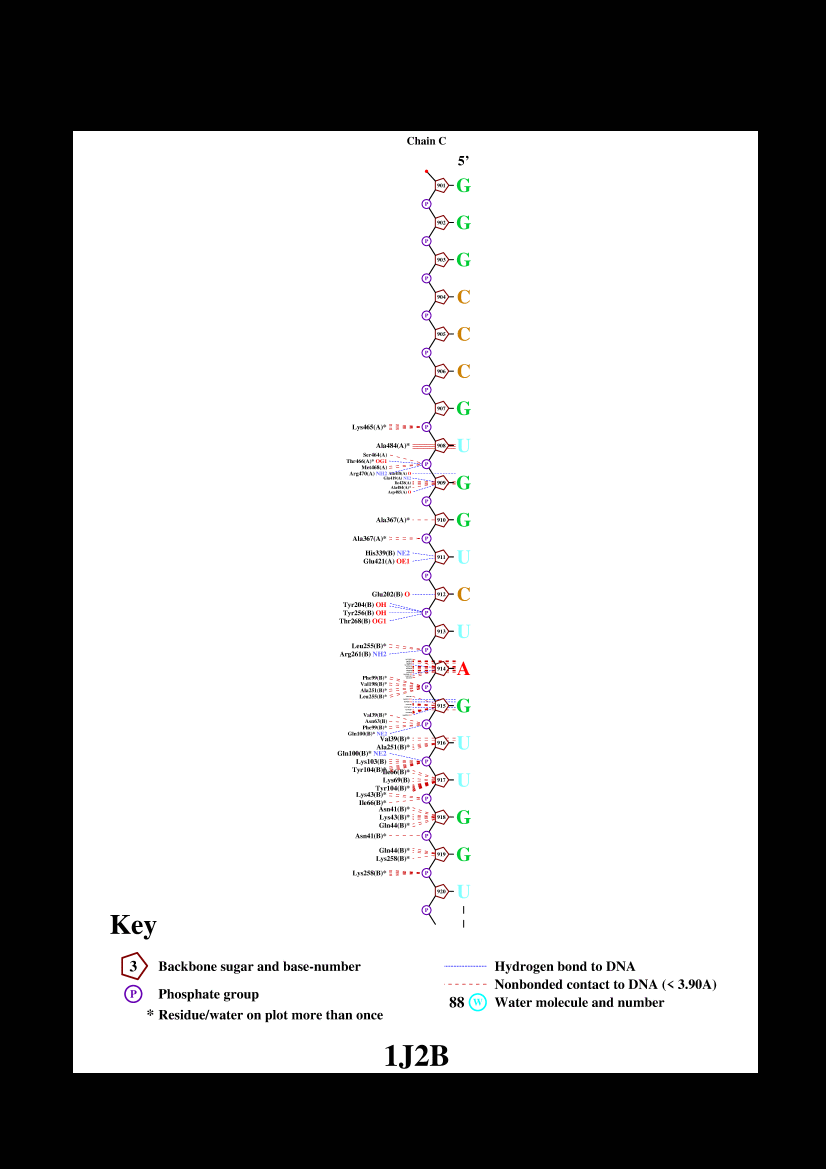 Chain C
5’
901 G
P
902 G
P
903 G
P
904 C
P
905 C
P
906 C
P
907 G
Lys465(A)* P
Ala484(A)* 908 U
Ser464(A)
Thr466(A)* OG1 P
Met468(A)
Arg470(A) NH2
909 G
Ala484(A)*
P
Ala367(A)* 910 G
Ala367(A)* P
His339(B) NE2 911 U
Glu421(A) OE1
P
Glu202(B) O 912 C
Tyr204(B) OH
Tyr256(B) OH P
Thr268(B) OG1
913 U
Leu255(B)* P
Arg261(B) NH2
914 A
Phe99(B)*
Val198(B)* P
Ala251(B)*
Leu255(B)*
915 G
Val39(B)*
Asn63(B) P
Phe99(B)*
Gln100(B)* NE2
Val39(B)* 916 U
Ala251(B)*
Gln100(B)* NE2
Lys103(B) P
Tyr104(B)*
Ile66(B)*
Lys69(B) 917 U
Tyr104(B)*
Lys43(B)* P
Ile66(B)*
Asn41(B)*
Lys43(B)* 918 G
Gln44(B)*
Asn41(B)* P
Gln44(B)* 919 G
Lys258(B)*
Lys258(B)* P
920 U
P
Key
3 Backbone sugar and base-number
P Phosphate group
* Residue/water on plot more than once
Hydrogen bond to DNA
Nonbonded contact to DNA (< 3.90A)
88 W Water molecule and number
1J2B